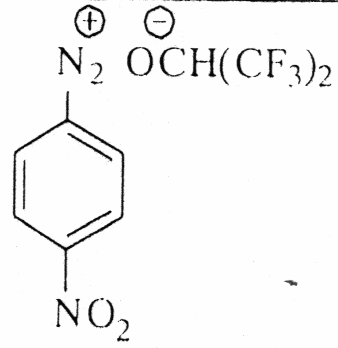 ⊕ ⊖
N₂ OCH(CF₃)₂
NO₂